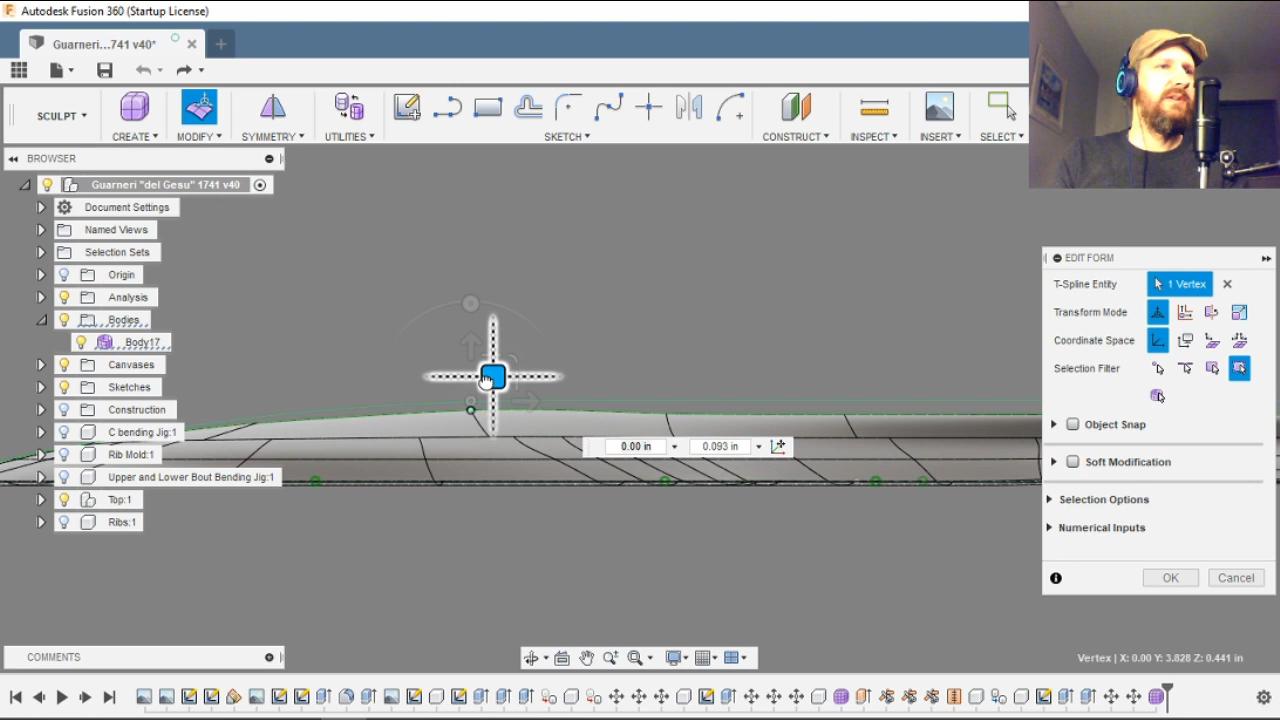 Autodesk Fusion 360 (Startup License)
Guarneri...741 v40*
SCULPT
CREATE
MODIFY
SYMMETRY
UTILITIES
SKETCH
CONSTRUCT
INSPECT
INSERT
SELECT
BROWSER
Guarneri "del Gesu" 1741 v40
Document Settings
Named Views
Selection Sets
Origin
Analysis
Bodies
Body17
Canvases
Sketches
Construction
C bending Jig:1
Rib Mold:1
Upper and Lower Bout Bending Jig:1
Top:1
Ribs:1
0.00 in
0.093 in
EDIT FORM
T-Spline Entity
1 Vertex
Transform Mode
Coordinate Space
Selection Filter
Object Snap
Soft Modification
Selection Options
Numerical Inputs
OK
Cancel
COMMENTS
Vertex | X: 0.00 Y: 3.828 Z: 0.441 in